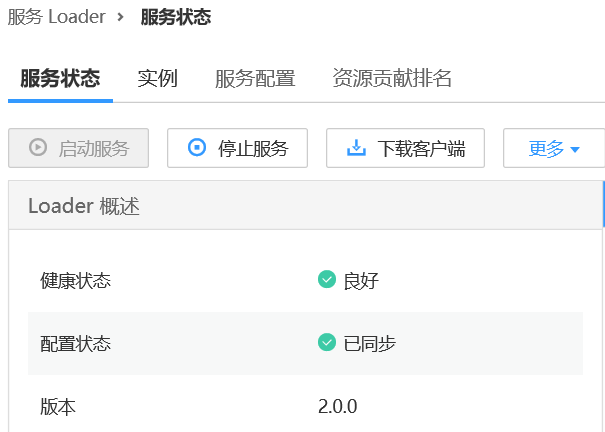 服务 Loader > 服务状态
服务状态 实例 服务配置 资源贡献排名
启动服务 停止服务 下载客户端 更多
Loader 概述
健康状态 良好
配置状态 已同步
版本 2.0.0